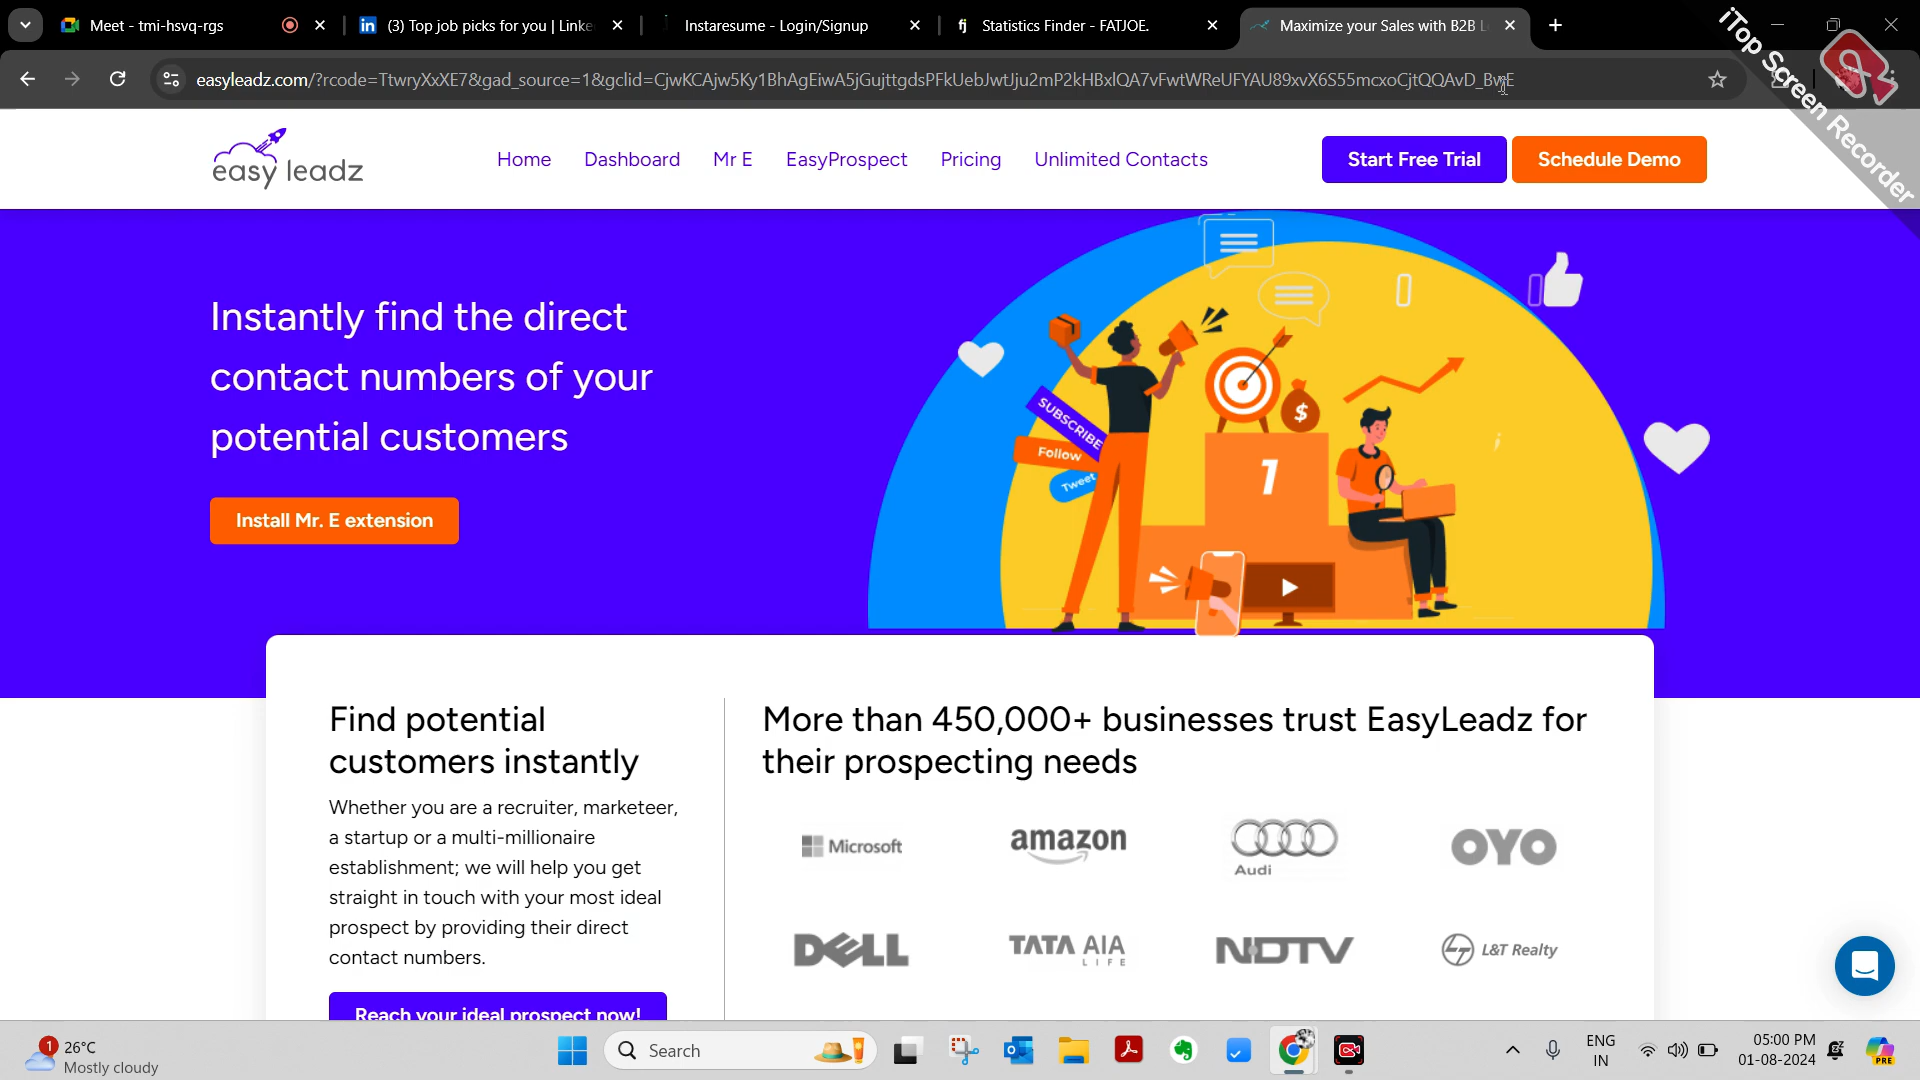 Meet - tmi-hsvq-rgs
(3) Top job picks for you | Linke
Instaresume - Login/Signup
fj Statistics Finder - FATJOE.
Maximize your Sales with B2B L
easyleadz.com/?rcode=TtwryXxXE7&gad_source=1&gclid=CjwKCAjw5Ky1BhAgEiwA5jGujttgdsPFkUebJwtJju2mP2kHBxlQA7vFwtWReUFYAU89xvX6S55mcxoCjtQQAvD_BwE
iTop Screen Recorder
easy leadz
Home
Dashboard
Mr E
EasyProspect
Pricing
Unlimited Contacts
Start Free Trial
Schedule Demo
Instantly find the direct
contact numbers of your
potential customers
Install Mr. E extension
SUBSCRIBE
Follow
Tweet
$
1
Find potential
customers instantly
Whether you are a recruiter, marketeer,
a startup or a multi-millionaire
establishment; we will help you get
straight in touch with your most ideal
prospect by providing their direct
contact numbers.
Reach your ideal prospect now!
More than 450,000+ businesses trust EasyLeadz for
their prospecting needs
Microsoft
amazon
Audi
OYO
DELL
TATA AIA
LIFE
NDTV
L&T Realty
1
26°C
Mostly cloudy
Search
ENG
IN
05:00 PM
01-08-2024
PRE